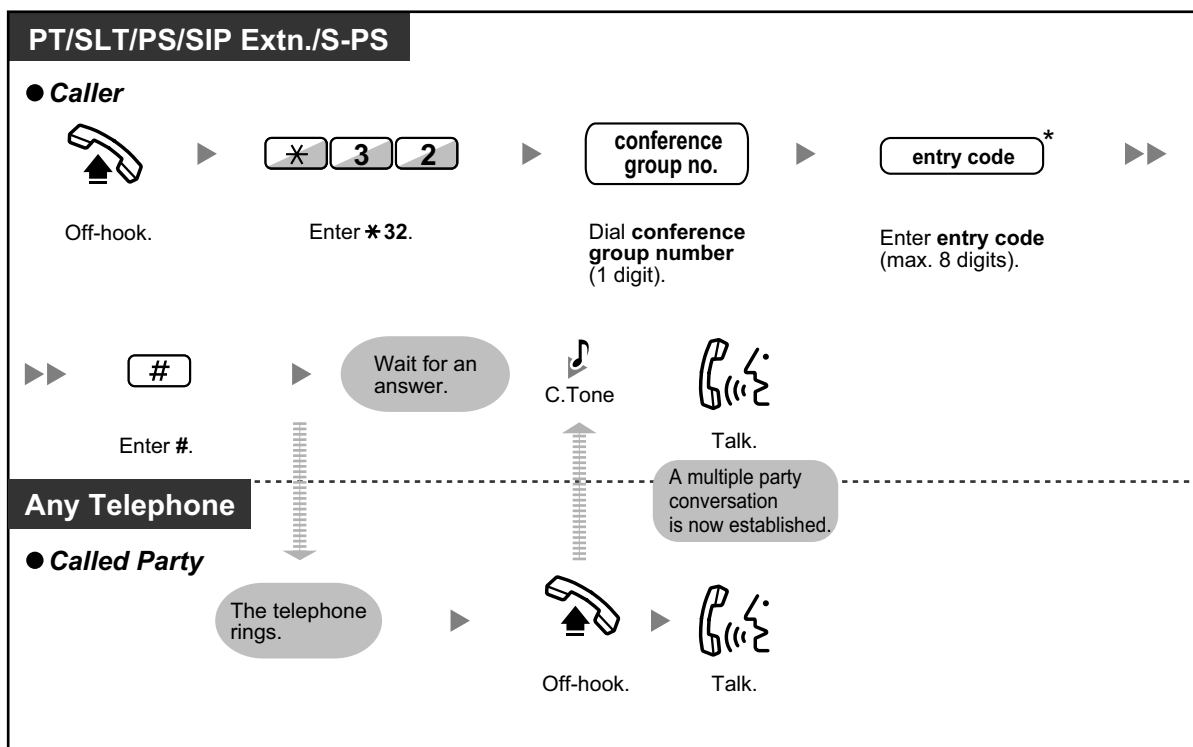 PT/SLT/PS/SIP Extn./S-PS
● Caller
* 3 2
conference
group no.
entry code*
Off-hook.
Enter *32.
Dial conference
group number
(1 digit).
Enter entry code
(max. 8 digits).
#
Wait for an
answer.
C.Tone
Enter #.
Talk.
A multiple party
conversation
is now established.
Any Telephone
● Called Party
The telephone
rings.
Off-hook.
Talk.